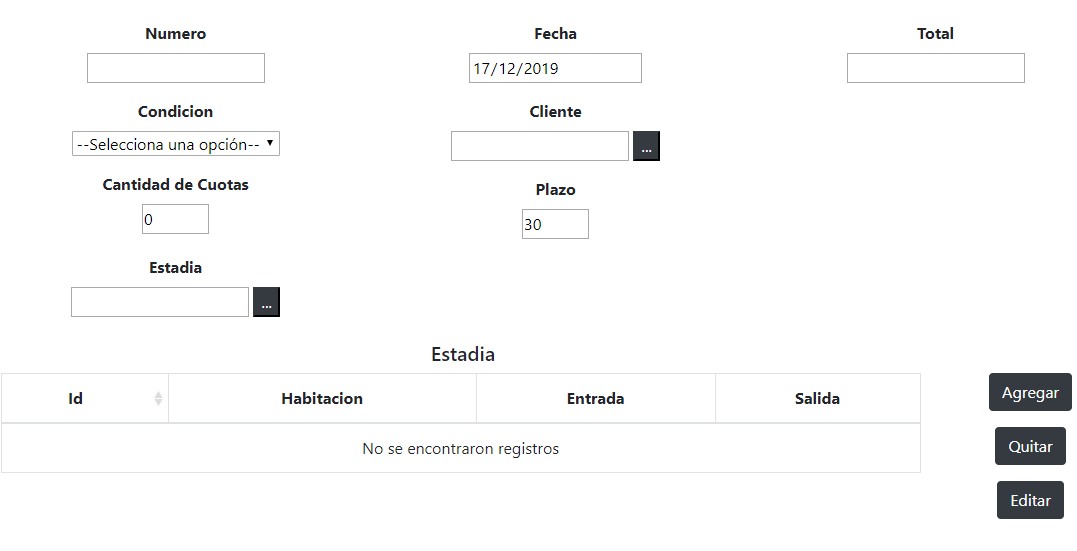 Numero Fecha Total
17/12/2019
Condicion Cliente
--Selecciona una opción-- ...
Cantidad de Cuotas Plazo
0 30
Estadia
...
Estadia
Id Habitacion Entrada Salida Agregar
No se encontraron registros Quitar
Editar